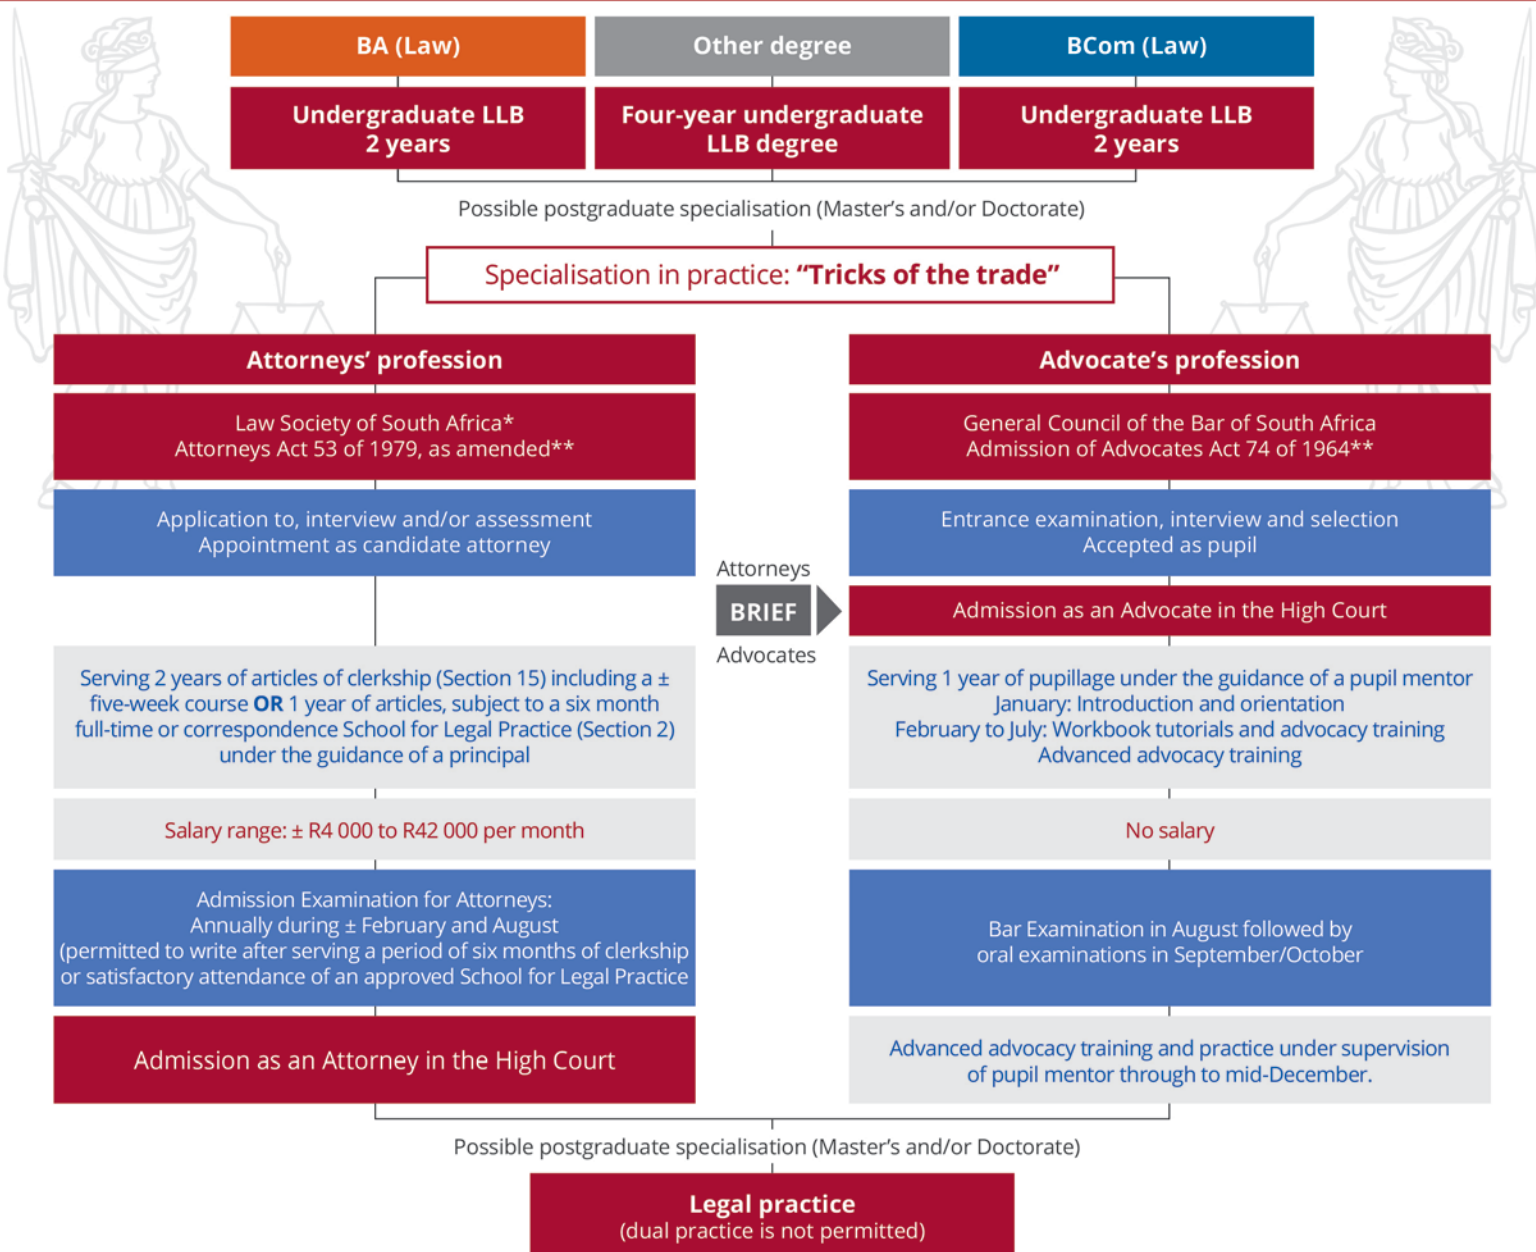 BA (Law)
Other degree
BCom (Law)
Undergraduate LLB
2 years
Four-year undergraduate
LLB degree
Undergraduate LLB
2 years
Possible postgraduate specialisation (Master’s and/or Doctorate)
Specialisation in practice: “Tricks of the trade”
Attorneys’ profession
Law Society of South Africa*
Attorneys Act 53 of 1979, as amended**
Application to, interview and/or assessment
Appointment as candidate attorney
Serving 2 years of articles of clerkship (Section 15) including a ±
five-week course OR 1 year of articles, subject to a six month
full-time or correspondence School for Legal Practice (Section 2)
under the guidance of a principal
Salary range: ± R4 000 to R42 000 per month
Admission Examination for Attorneys:
Annually during ± February and August
(permitted to write after serving a period of six months of clerkship
or satisfactory attendance of an approved School for Legal Practice
Admission as an Attorney in the High Court
Attorneys
BRIEF
Advocates
Advocate’s profession
General Council of the Bar of South Africa
Admission of Advocates Act 74 of 1964**
Entrance examination, interview and selection
Accepted as pupil
Admission as an Advocate in the High Court
Serving 1 year of pupillage under the guidance of a pupil mentor
January: Introduction and orientation
February to July: Workbook tutorials and advocacy training
Advanced advocacy training
No salary
Bar Examination in August followed by
oral examinations in September/October
Advanced advocacy training and practice under supervision
of pupil mentor through to mid-December.
Possible postgraduate specialisation (Master’s and/or Doctorate)
Legal practice
(dual practice is not permitted)